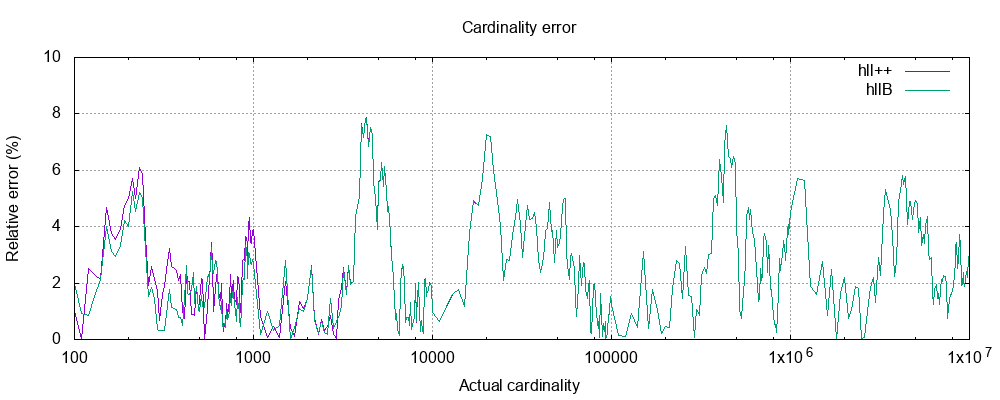 Cardinality error
Relative error (%)
10
8
6
4
2
0
hll++
hllB
100
1000
10000
100000
1x10^6
1x10^7
Actual cardinality